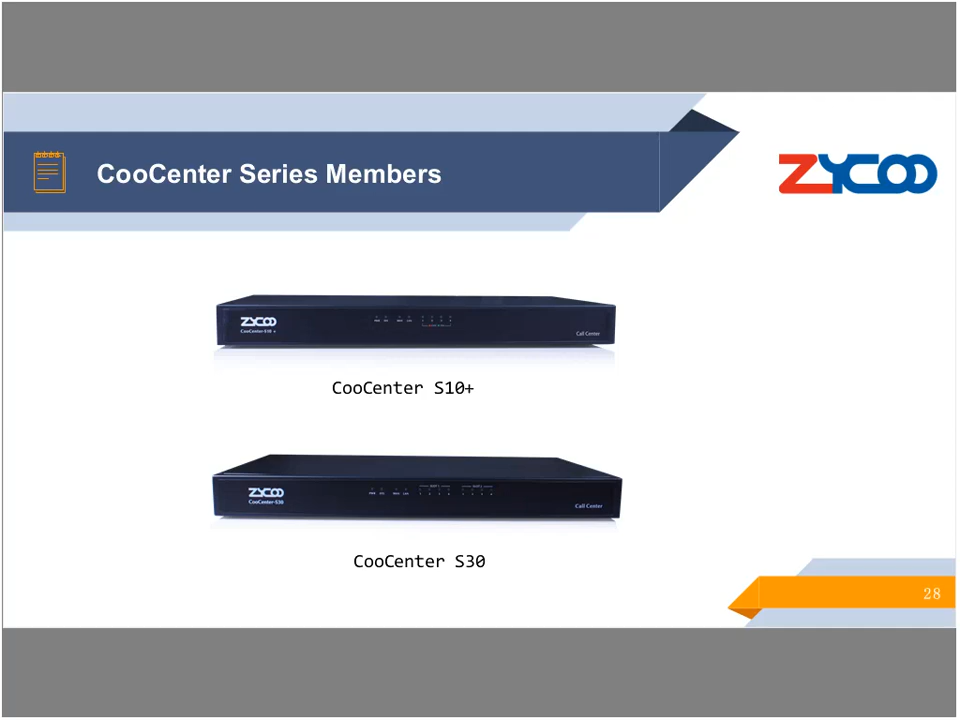 CooCenter Series Members
ZYCOO
ZYCOO
CooCenter-S10 +
Call Center
CooCenter S10+
ZYCOO
CooCenter-S30
Call Center
CooCenter S30
28